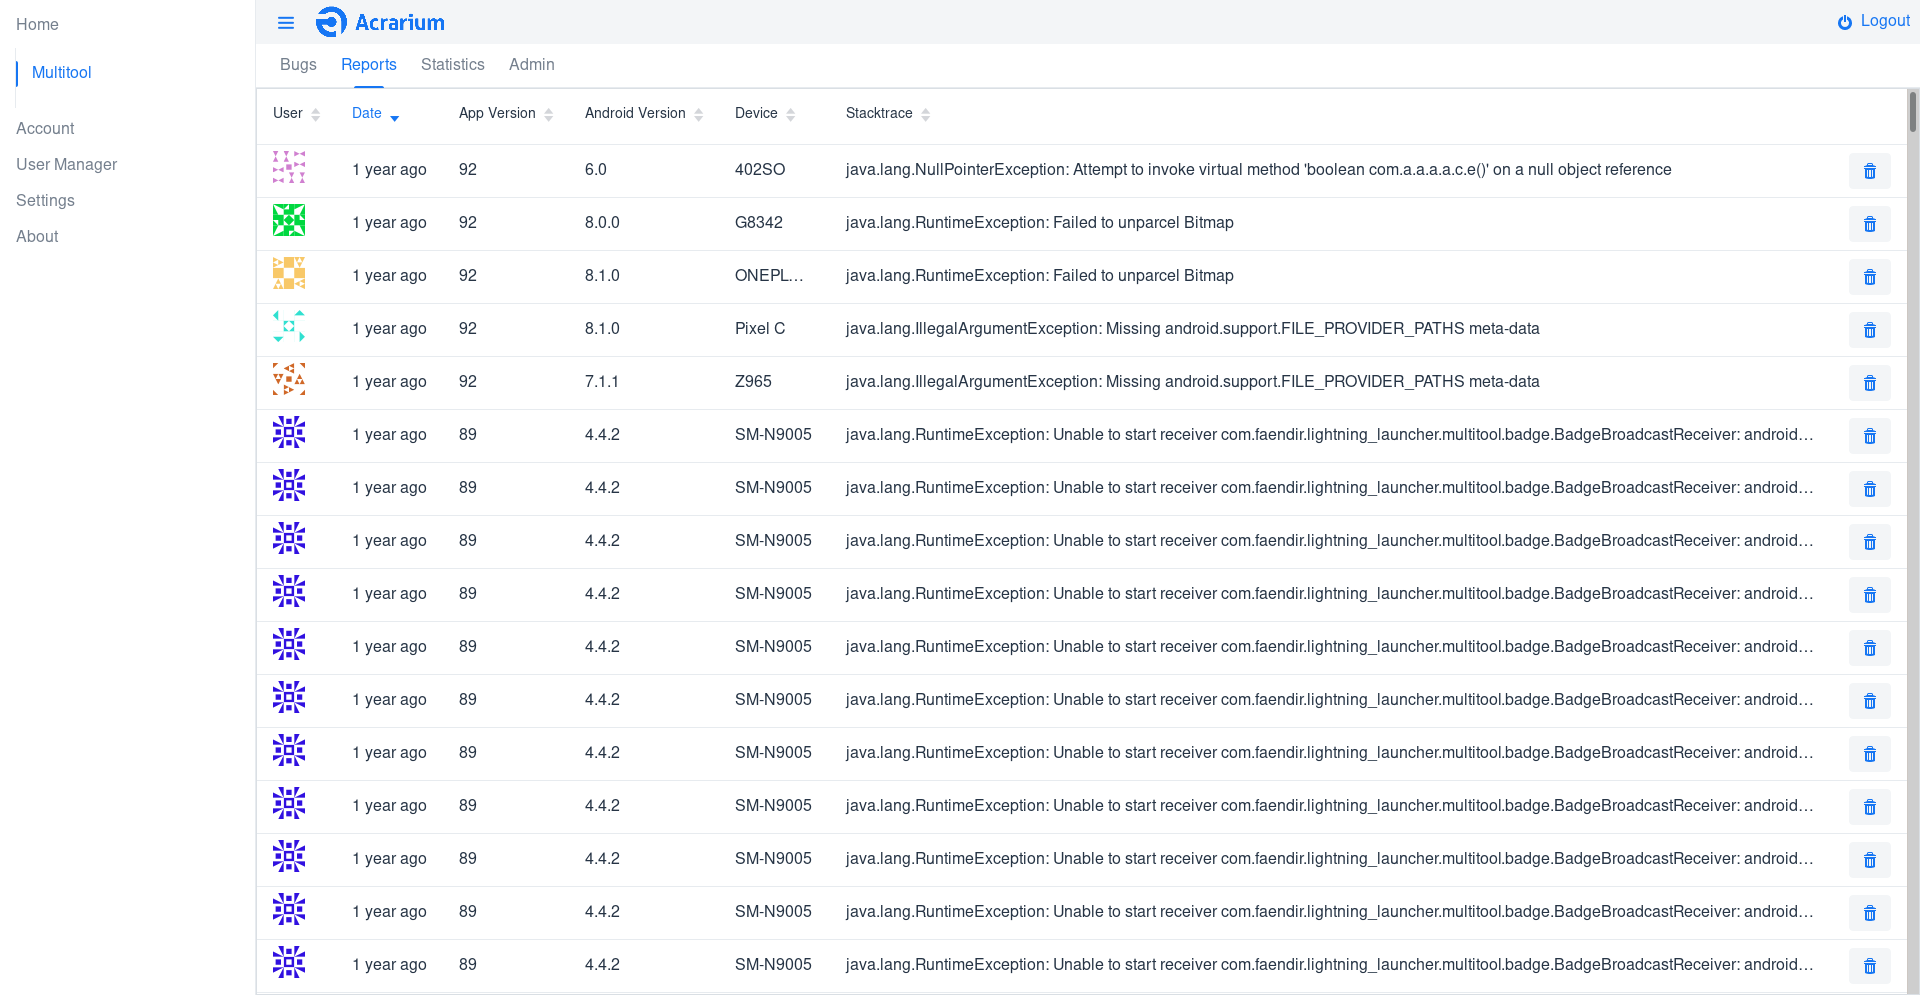 Home
Multitool
Account
User Manager
Settings
About
Acrarium
Logout
Bugs Reports Statistics Admin
User Date App Version Android Version Device Stacktrace
1 year ago 92 6.0 402SO java.lang.NullPointerException: Attempt to invoke virtual method 'boolean com.a.a.a.a.c.e()' on a null object reference
1 year ago 92 8.0.0 G8342 java.lang.RuntimeException: Failed to unparcel Bitmap
1 year ago 92 8.1.0 ONEPL... java.lang.RuntimeException: Failed to unparcel Bitmap
1 year ago 92 8.1.0 Pixel C java.lang.IllegalArgumentException: Missing android.support.FILE_PROVIDER_PATHS meta-data
1 year ago 92 7.1.1 Z965 java.lang.IllegalArgumentException: Missing android.support.FILE_PROVIDER_PATHS meta-data
1 year ago 89 4.4.2 SM-N9005 java.lang.RuntimeException: Unable to start receiver com.faendir.lightning_launcher.multitool.badge.BadgeBroadcastReceiver: android...
1 year ago 89 4.4.2 SM-N9005 java.lang.RuntimeException: Unable to start receiver com.faendir.lightning_launcher.multitool.badge.BadgeBroadcastReceiver: android...
1 year ago 89 4.4.2 SM-N9005 java.lang.RuntimeException: Unable to start receiver com.faendir.lightning_launcher.multitool.badge.BadgeBroadcastReceiver: android...
1 year ago 89 4.4.2 SM-N9005 java.lang.RuntimeException: Unable to start receiver com.faendir.lightning_launcher.multitool.badge.BadgeBroadcastReceiver: android...
1 year ago 89 4.4.2 SM-N9005 java.lang.RuntimeException: Unable to start receiver com.faendir.lightning_launcher.multitool.badge.BadgeBroadcastReceiver: android...
1 year ago 89 4.4.2 SM-N9005 java.lang.RuntimeException: Unable to start receiver com.faendir.lightning_launcher.multitool.badge.BadgeBroadcastReceiver: android...
1 year ago 89 4.4.2 SM-N9005 java.lang.RuntimeException: Unable to start receiver com.faendir.lightning_launcher.multitool.badge.BadgeBroadcastReceiver: android...
1 year ago 89 4.4.2 SM-N9005 java.lang.RuntimeException: Unable to start receiver com.faendir.lightning_launcher.multitool.badge.BadgeBroadcastReceiver: android...
1 year ago 89 4.4.2 SM-N9005 java.lang.RuntimeException: Unable to start receiver com.faendir.lightning_launcher.multitool.badge.BadgeBroadcastReceiver: android...
1 year ago 89 4.4.2 SM-N9005 java.lang.RuntimeException: Unable to start receiver com.faendir.lightning_launcher.multitool.badge.BadgeBroadcastReceiver: android...
1 year ago 89 4.4.2 SM-N9005 java.lang.RuntimeException: Unable to start receiver com.faendir.lightning_launcher.multitool.badge.BadgeBroadcastReceiver: android...